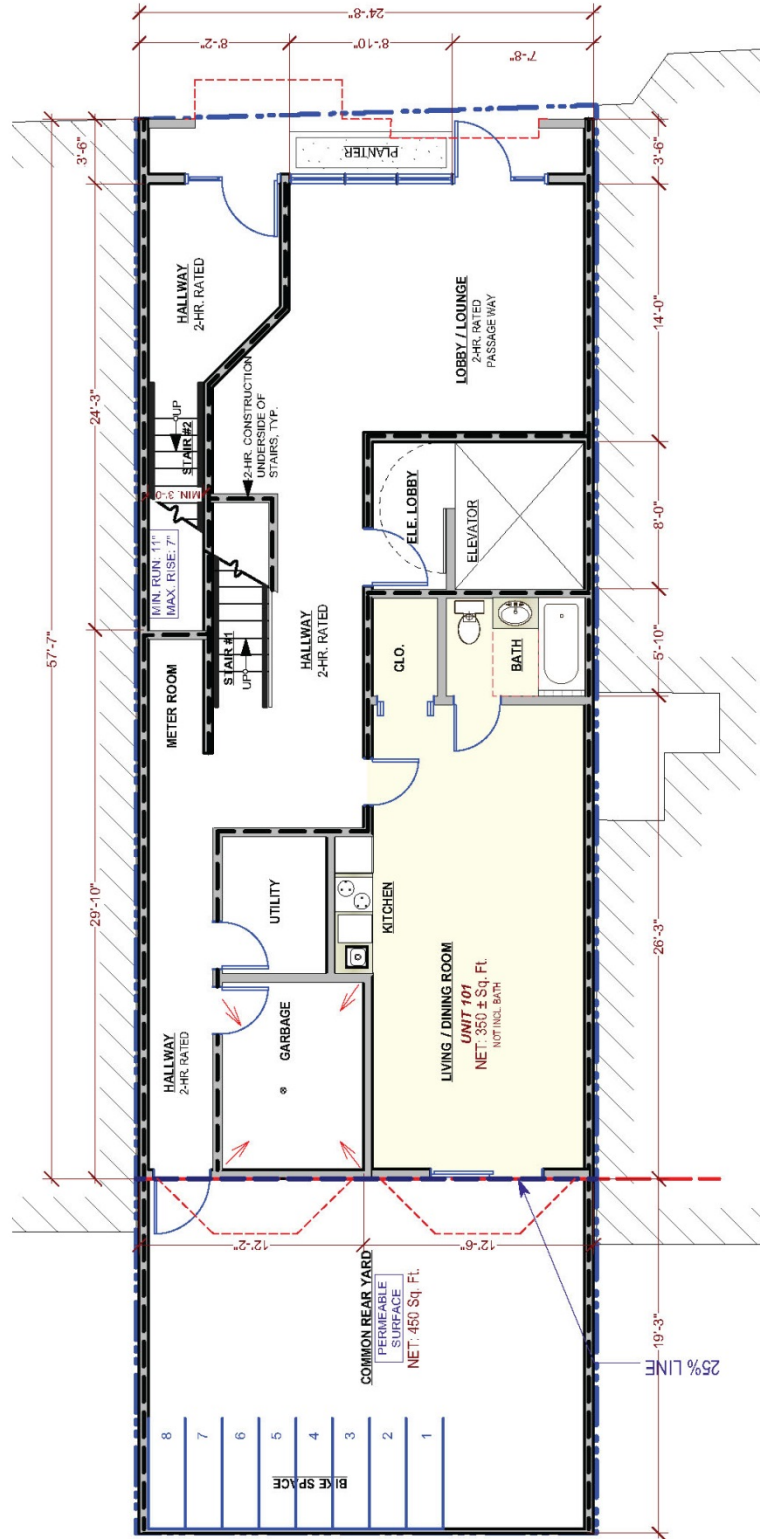 24'-8"
8'-2"
8'-10"
7'-8"
57'-7"
3'-6"
24'-3"
29'-10"
3'-6"
14'-0"
8'-0"
5'-10"
26'-3"
19'-3"
PLANTER
HALLWAY
2-HR. RATED
LOBBY / LOUNGE
2-HR. RATED
PASSAGE WAY
UP
STAIR #2
MIN. 3'-0"
2-HR. CONSTRUCTION
UNDERSIDE OF
STAIRS, TYP.
MIN. RUN: 11"
MAX. RISE: 7"
ELE. LOBBY
ELEVATOR
STAIR #1
UP
HALLWAY
2-HR. RATED
METER ROOM
CLO.
BATH
UTILITY
KITCHEN
HALLWAY
2-HR. RATED
GARBAGE
LIVING / DINING ROOM
UNIT 101
NET: 350 ± Sq. Ft.
NOT INCL. BATH
12'-2"
12'-6"
COMMON REAR YARD
PERMEABLE
SURFACE
NET: 450 Sq. Ft.
25% LINE
8
7
6
5
4
3
2
1
BIKE SPACE